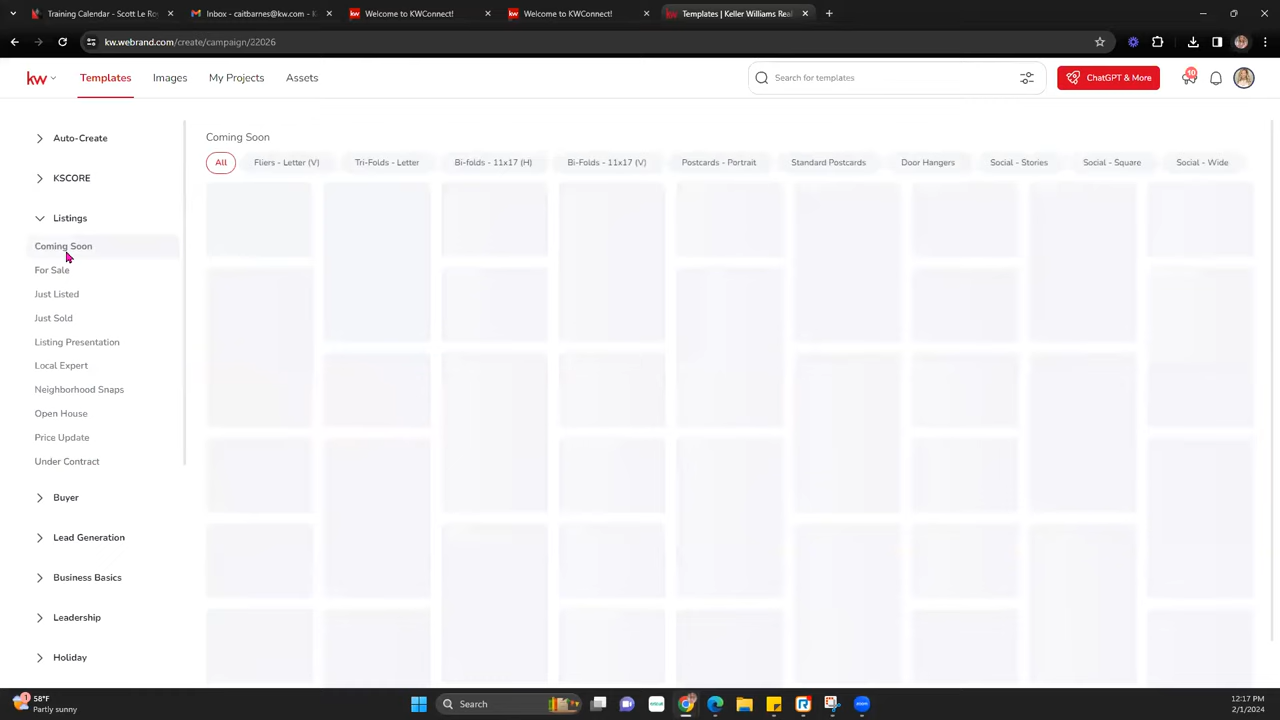 Training Calendar - Scott Le Roy
Inbox - caitbarnes@kw.com - K
Welcome to KWConnect!
Welcome to KWConnect!
Templates | Keller Williams Real
kw.webrand.com/create/campaign/22026
kw
Templates
Images
My Projects
Assets
Search for templates
ChatGPT & More
10
Auto-Create
KSCORE
Listings
Coming Soon
For Sale
Just Listed
Just Sold
Listing Presentation
Local Expert
Neighborhood Snaps
Open House
Price Update
Under Contract
Buyer
Lead Generation
Business Basics
Leadership
Holiday
Coming Soon
All
Fliers - Letter (V)
Tri-Folds - Letter
Bi-folds - 11x17 (H)
Bi-Folds - 11x17 (V)
Postcards - Portrait
Standard Postcards
Door Hangers
Social - Stories
Social - Square
Social - Wide
1
58°F
Partly sunny
Search
cricut
zoom
12:17 PM
2/1/2024